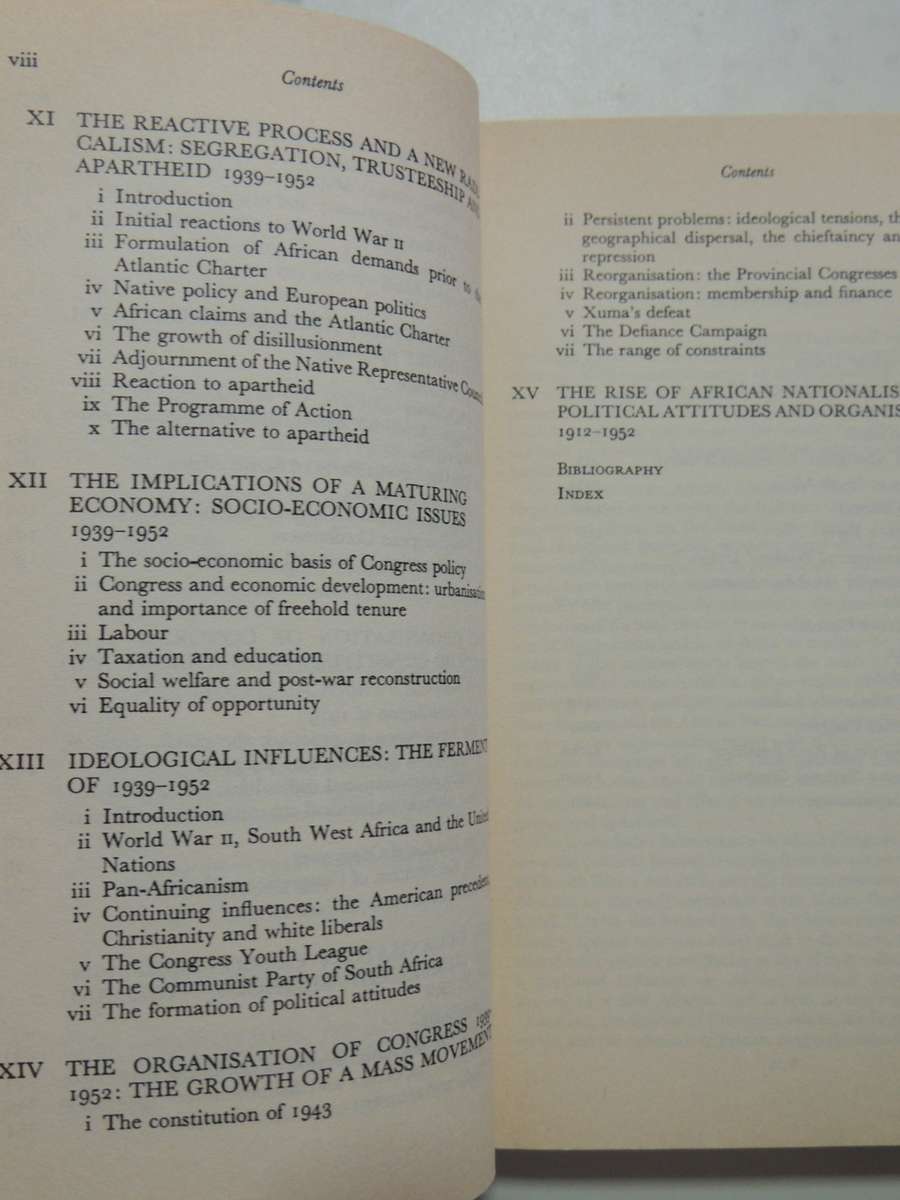 viii
Contents
XI THE REACTIVE PROCESS AND A NEW RADI
CALISM: SEGREGATION, TRUSTEESHIP AND
APARTHEID 1939–1952
i Introduction
ii Initial reactions to World War II
iii Formulation of African demands prior to the
Atlantic Charter
iv Native policy and European politics
v African claims and the Atlantic Charter
vi The growth of disillusionment
vii Adjournment of the Native Representative Council
viii Reaction to apartheid
ix The Programme of Action
x The alternative to apartheid
XII THE IMPLICATIONS OF A MATURING
ECONOMY: SOCIO-ECONOMIC ISSUES
1939–1952
i The socio-economic basis of Congress policy
ii Congress and economic development: urbanisation
and importance of freehold tenure
iii Labour
iv Taxation and education
v Social welfare and post-war reconstruction
vi Equality of opportunity
XIII IDEOLOGICAL INFLUENCES: THE FERMENT
OF 1939–1952
i Introduction
ii World War II, South West Africa and the United
Nations
iii Pan-Africanism
iv Continuing influences: the American precedent
Christianity and white liberals
v The Congress Youth League
vi The Communist Party of South Africa
vii The formation of political attitudes
XIV THE ORGANISATION OF CONGRESS 1939
1952: THE GROWTH OF A MASS MOVEMENT
i The constitution of 1943
Contents
ii Persistent problems: ideological tensions, th
geographical dispersal, the chieftaincy an
repression
iii Reorganisation: the Provincial Congresses
iv Reorganisation: membership and finance
v Xuma's defeat
vi The Defiance Campaign
vii The range of constraints
XV THE RISE OF AFRICAN NATIONALIS
POLITICAL ATTITUDES AND ORGANIS
1912–1952
BIBLIOGRAPHY
INDEX